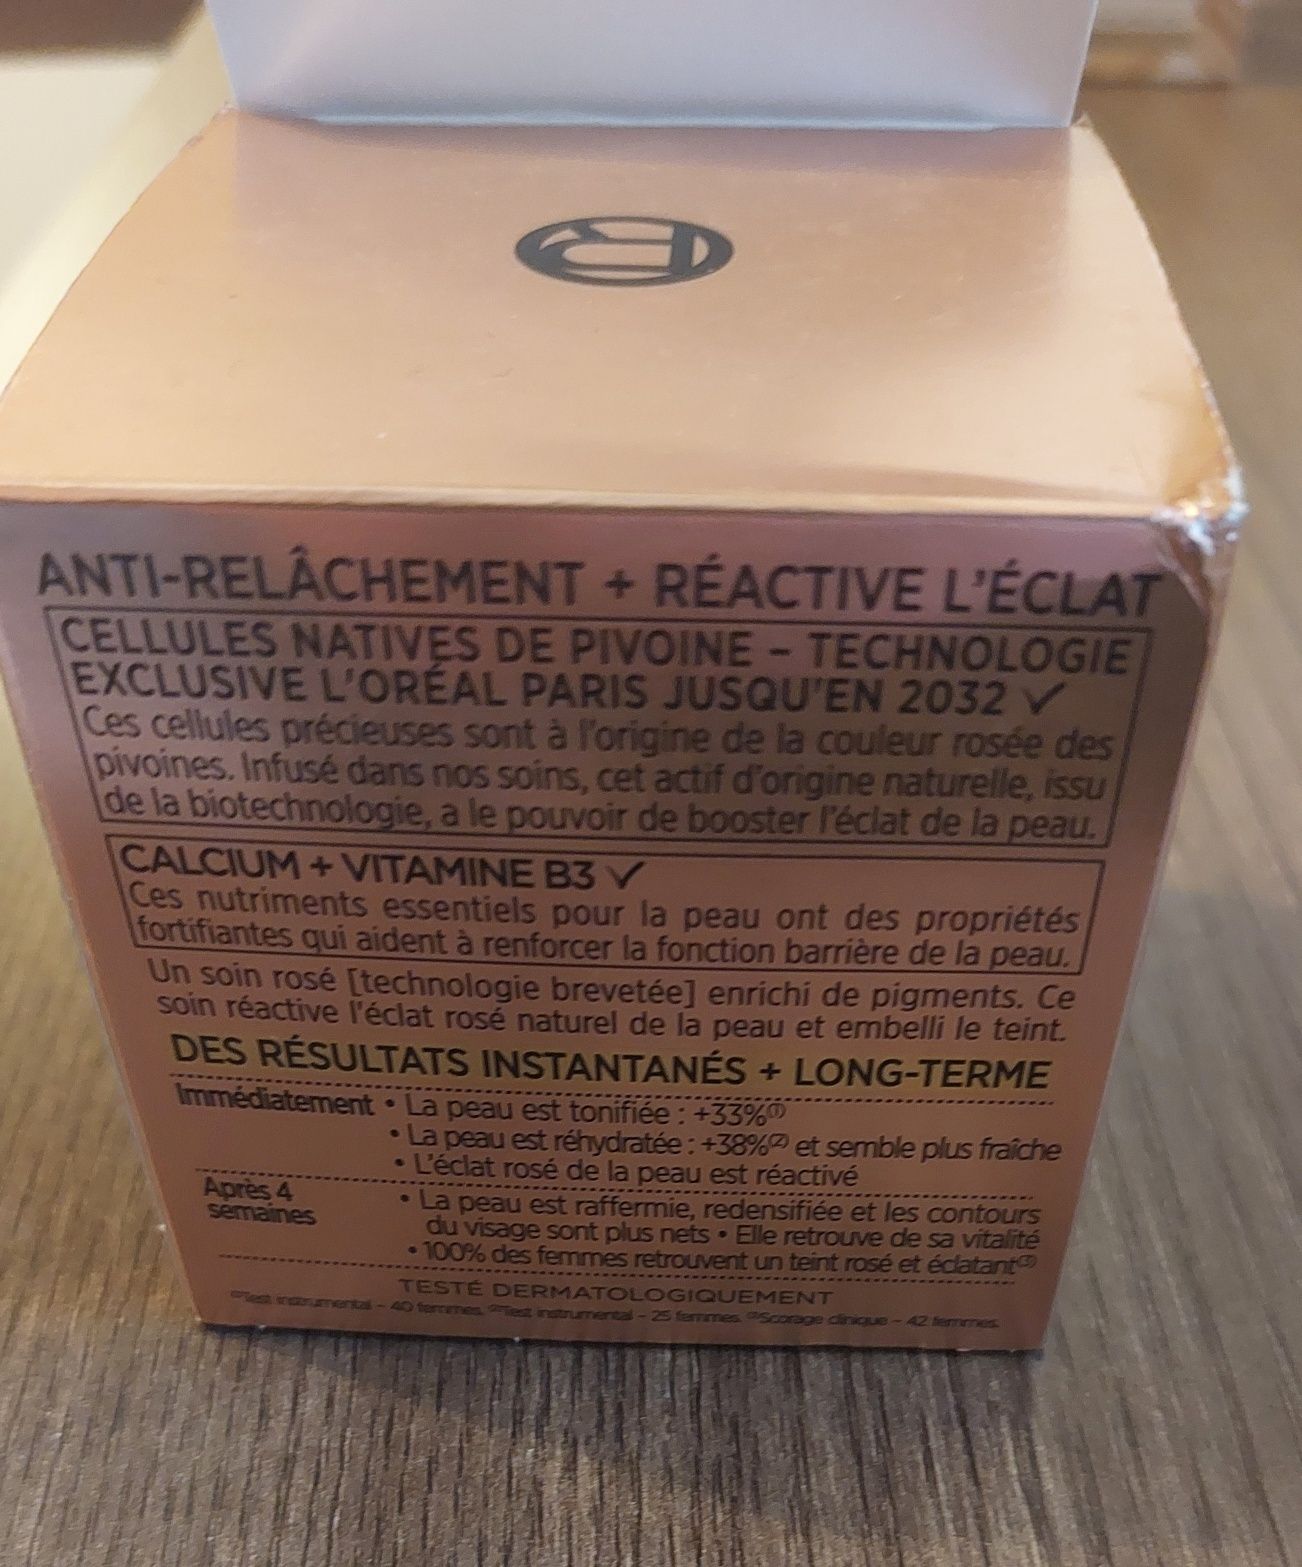 ANTI-RELÂCHEMENT + RÉACTIVE L'ÉCLAT
CELLULES NATIVES DE PIVOINE – TECHNOLOGIE
EXCLUSIVE L'ORÉAL PARIS JUSQU'EN 2032 ✓
Ces cellules précieuses sont à l'origine de la couleur rosée des
pivoines. Infusé dans nos soins, cet actif d'origine naturelle, issu
de la biotechnologie, a le pouvoir de booster l'éclat de la peau.
CALCIUM + VITAMINE B3 ✓
Ces nutriments essentiels pour la peau ont des propriétés
fortifiantes qui aident à renforcer la fonction barrière de la peau.
Un soin rosé [technologie brevetée] enrichi de pigments. Ce
soin réactive l'éclat rosé naturel de la peau et embelli le teint.
DES RÉSULTATS INSTANTANÉS + LONG-TERME
Immédiatement • La peau est tonifiée : +33%⁽¹⁾
• La peau est réhydratée : +38%⁽²⁾ et semble plus fraîche
• L'éclat rosé de la peau est réactivé
Après 4 • La peau est raffermie, redensifiée et les contours
semaines du visage sont plus nets • Elle retrouve de sa vitalité
• 100% des femmes retrouvent un teint rosé et éclatant⁽³⁾
TESTÉ DERMATOLOGIQUEMENT
⁽¹⁾Test instrumental – 40 femmes. ⁽²⁾Test instrumental – 25 femmes. ⁽³⁾Scorage clinique – 42 femmes.